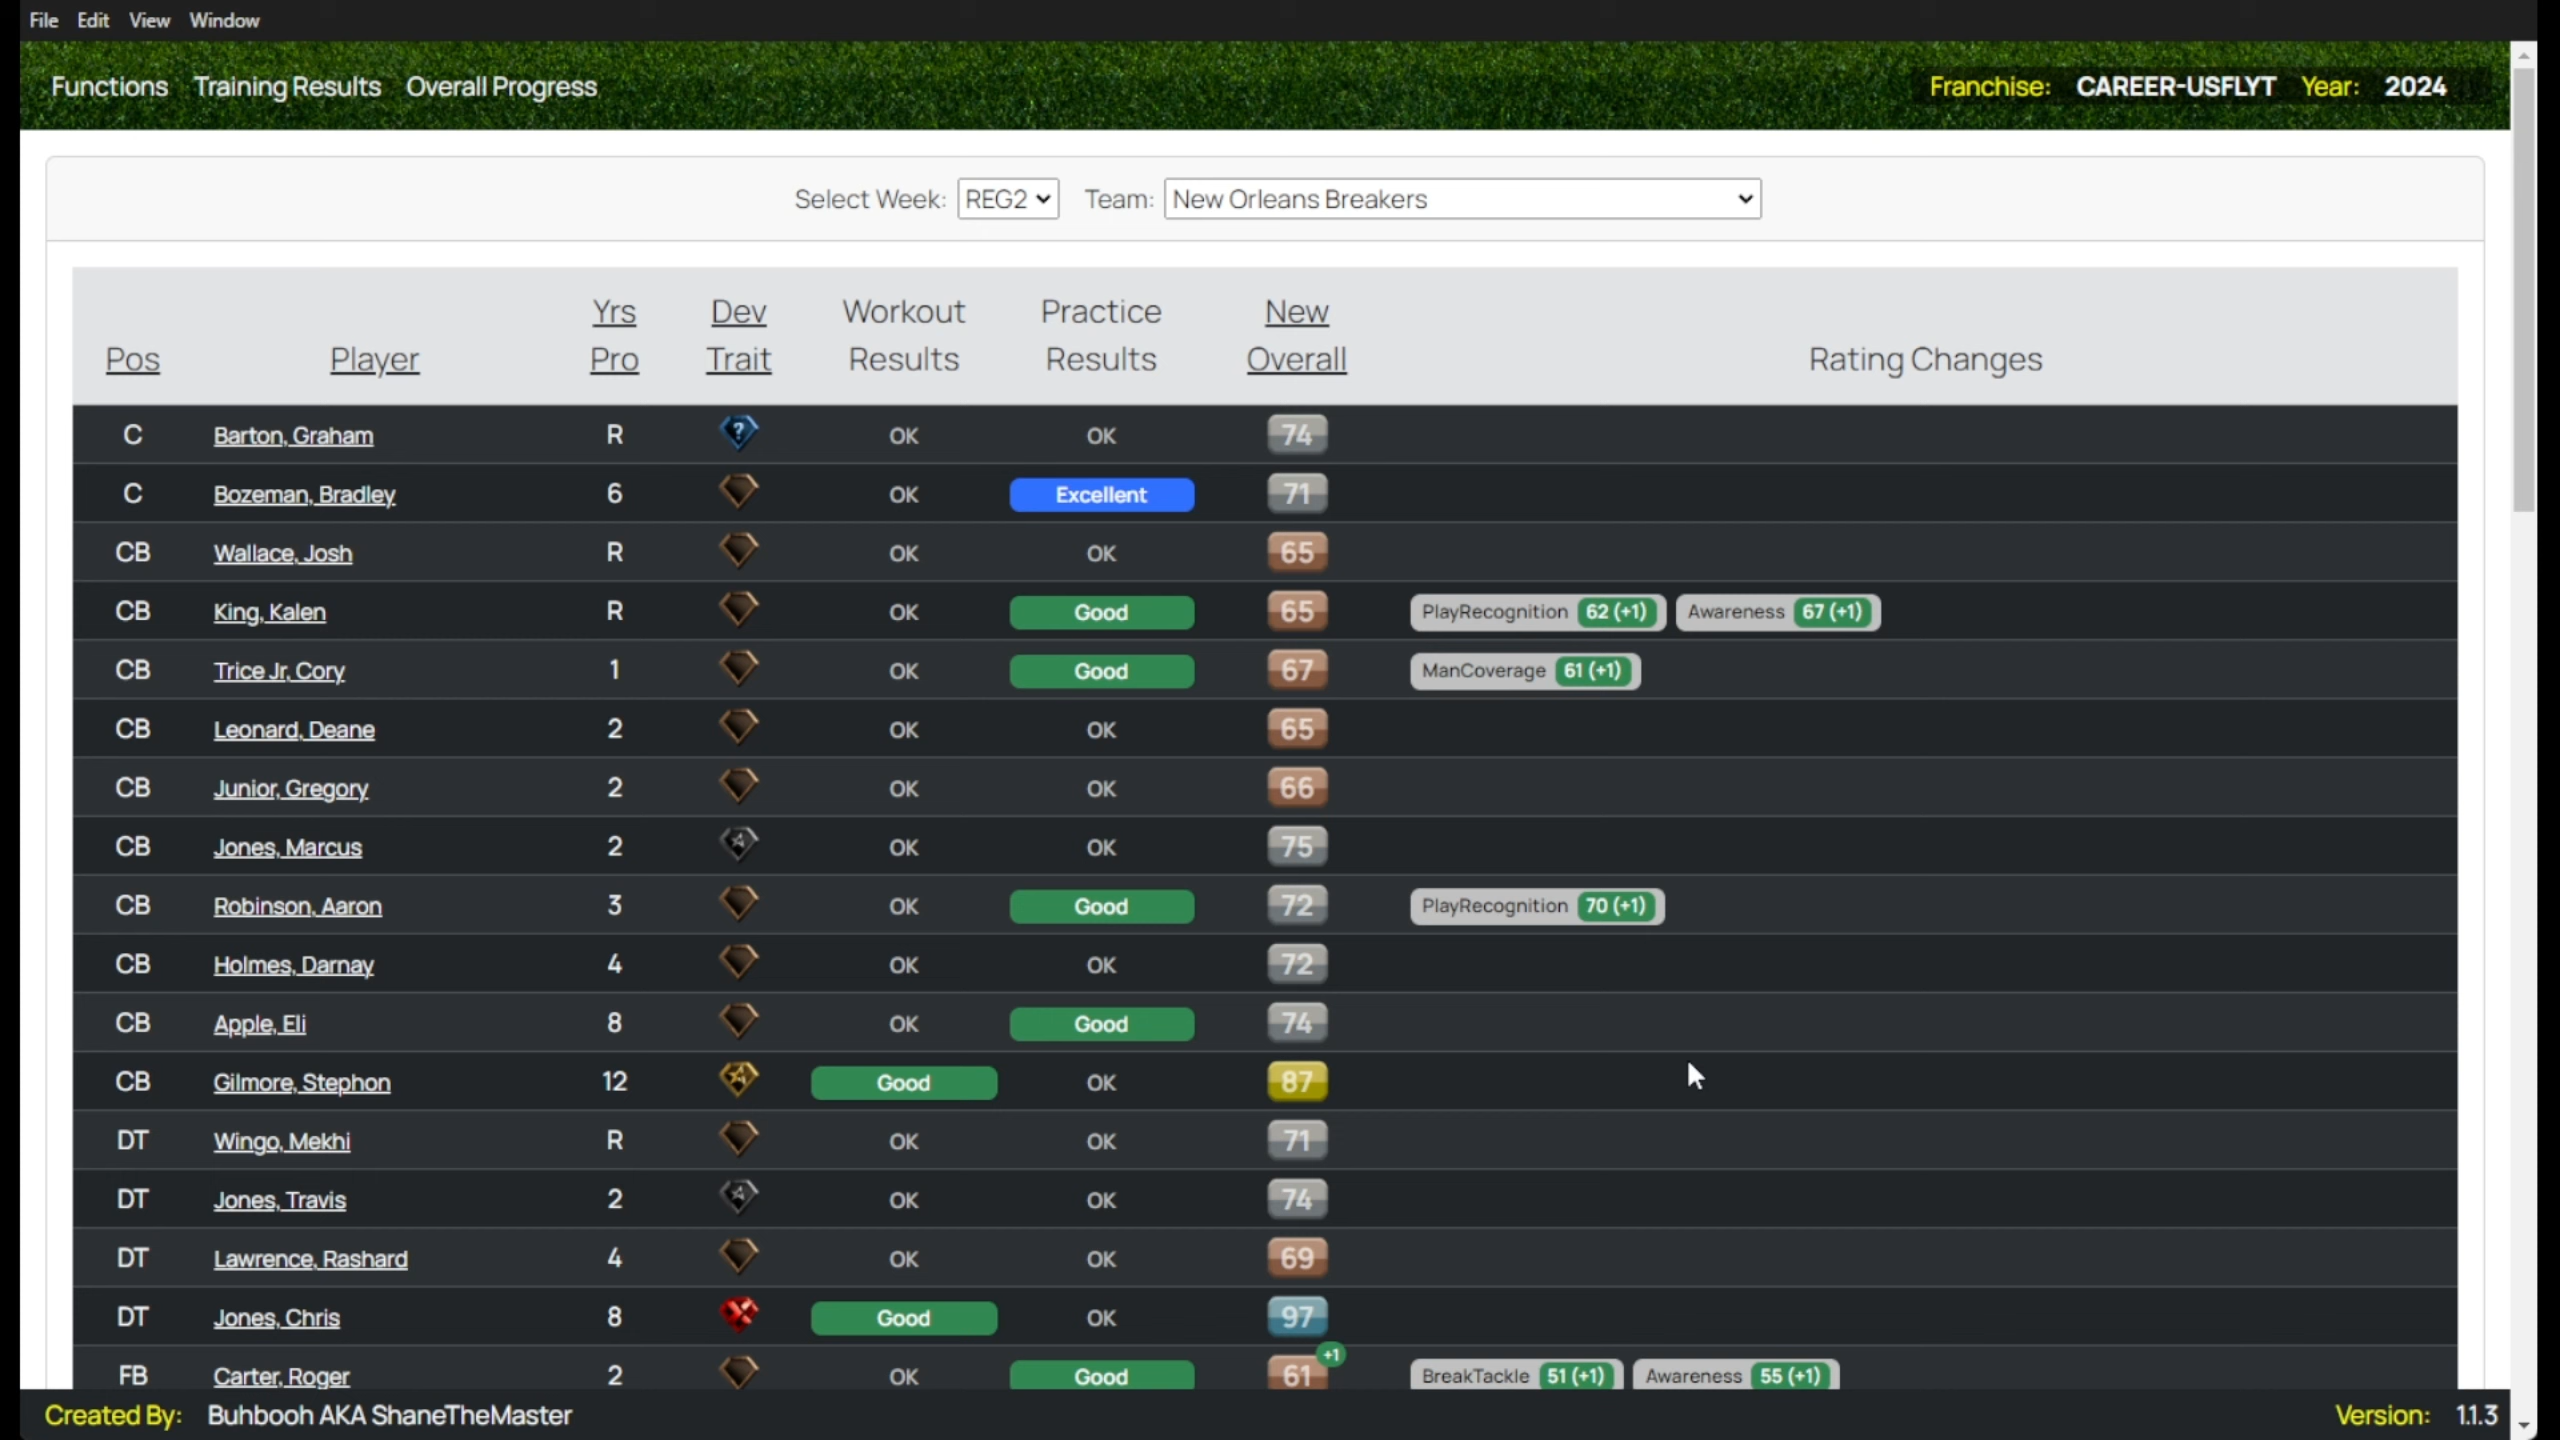 File Edit View Window
Functions Training Results Overall Progress Franchise: CAREER-USFLYT Year: 2024
Select Week: REG2 Team: New Orleans Breakers
Yrs Dev Workout Practice New
Pos Player Pro Trait Results Results Overall Rating Changes
C Barton, Graham R ? OK OK 74
C Bozeman, Bradley 6 OK Excellent 71
CB Wallace, Josh R OK OK 65
CB King, Kalen R OK Good 65 PlayRecognition 62 (+1) Awareness 67 (+1)
CB Trice Jr, Cory 1 OK Good 67 ManCoverage 61 (+1)
CB Leonard, Deane 2 OK OK 65
CB Junior, Gregory 2 OK OK 66
CB Jones, Marcus 2 OK OK 75
CB Robinson, Aaron 3 OK Good 72 PlayRecognition 70 (+1)
CB Holmes, Darnay 4 OK OK 72
CB Apple, Eli 8 OK Good 74
CB Gilmore, Stephon 12 Good OK 87
DT Wingo, Mekhi R OK OK 71
DT Jones, Travis 2 OK OK 74
DT Lawrence, Rashard 4 OK OK 69
DT Jones, Chris 8 Good OK 97
FB Carter, Roger 2 OK Good 61 +1 BreakTackle 51 (+1) Awareness 55 (+1)
Created By: Buhbooh AKA ShaneTheMaster Version: 1.1.3